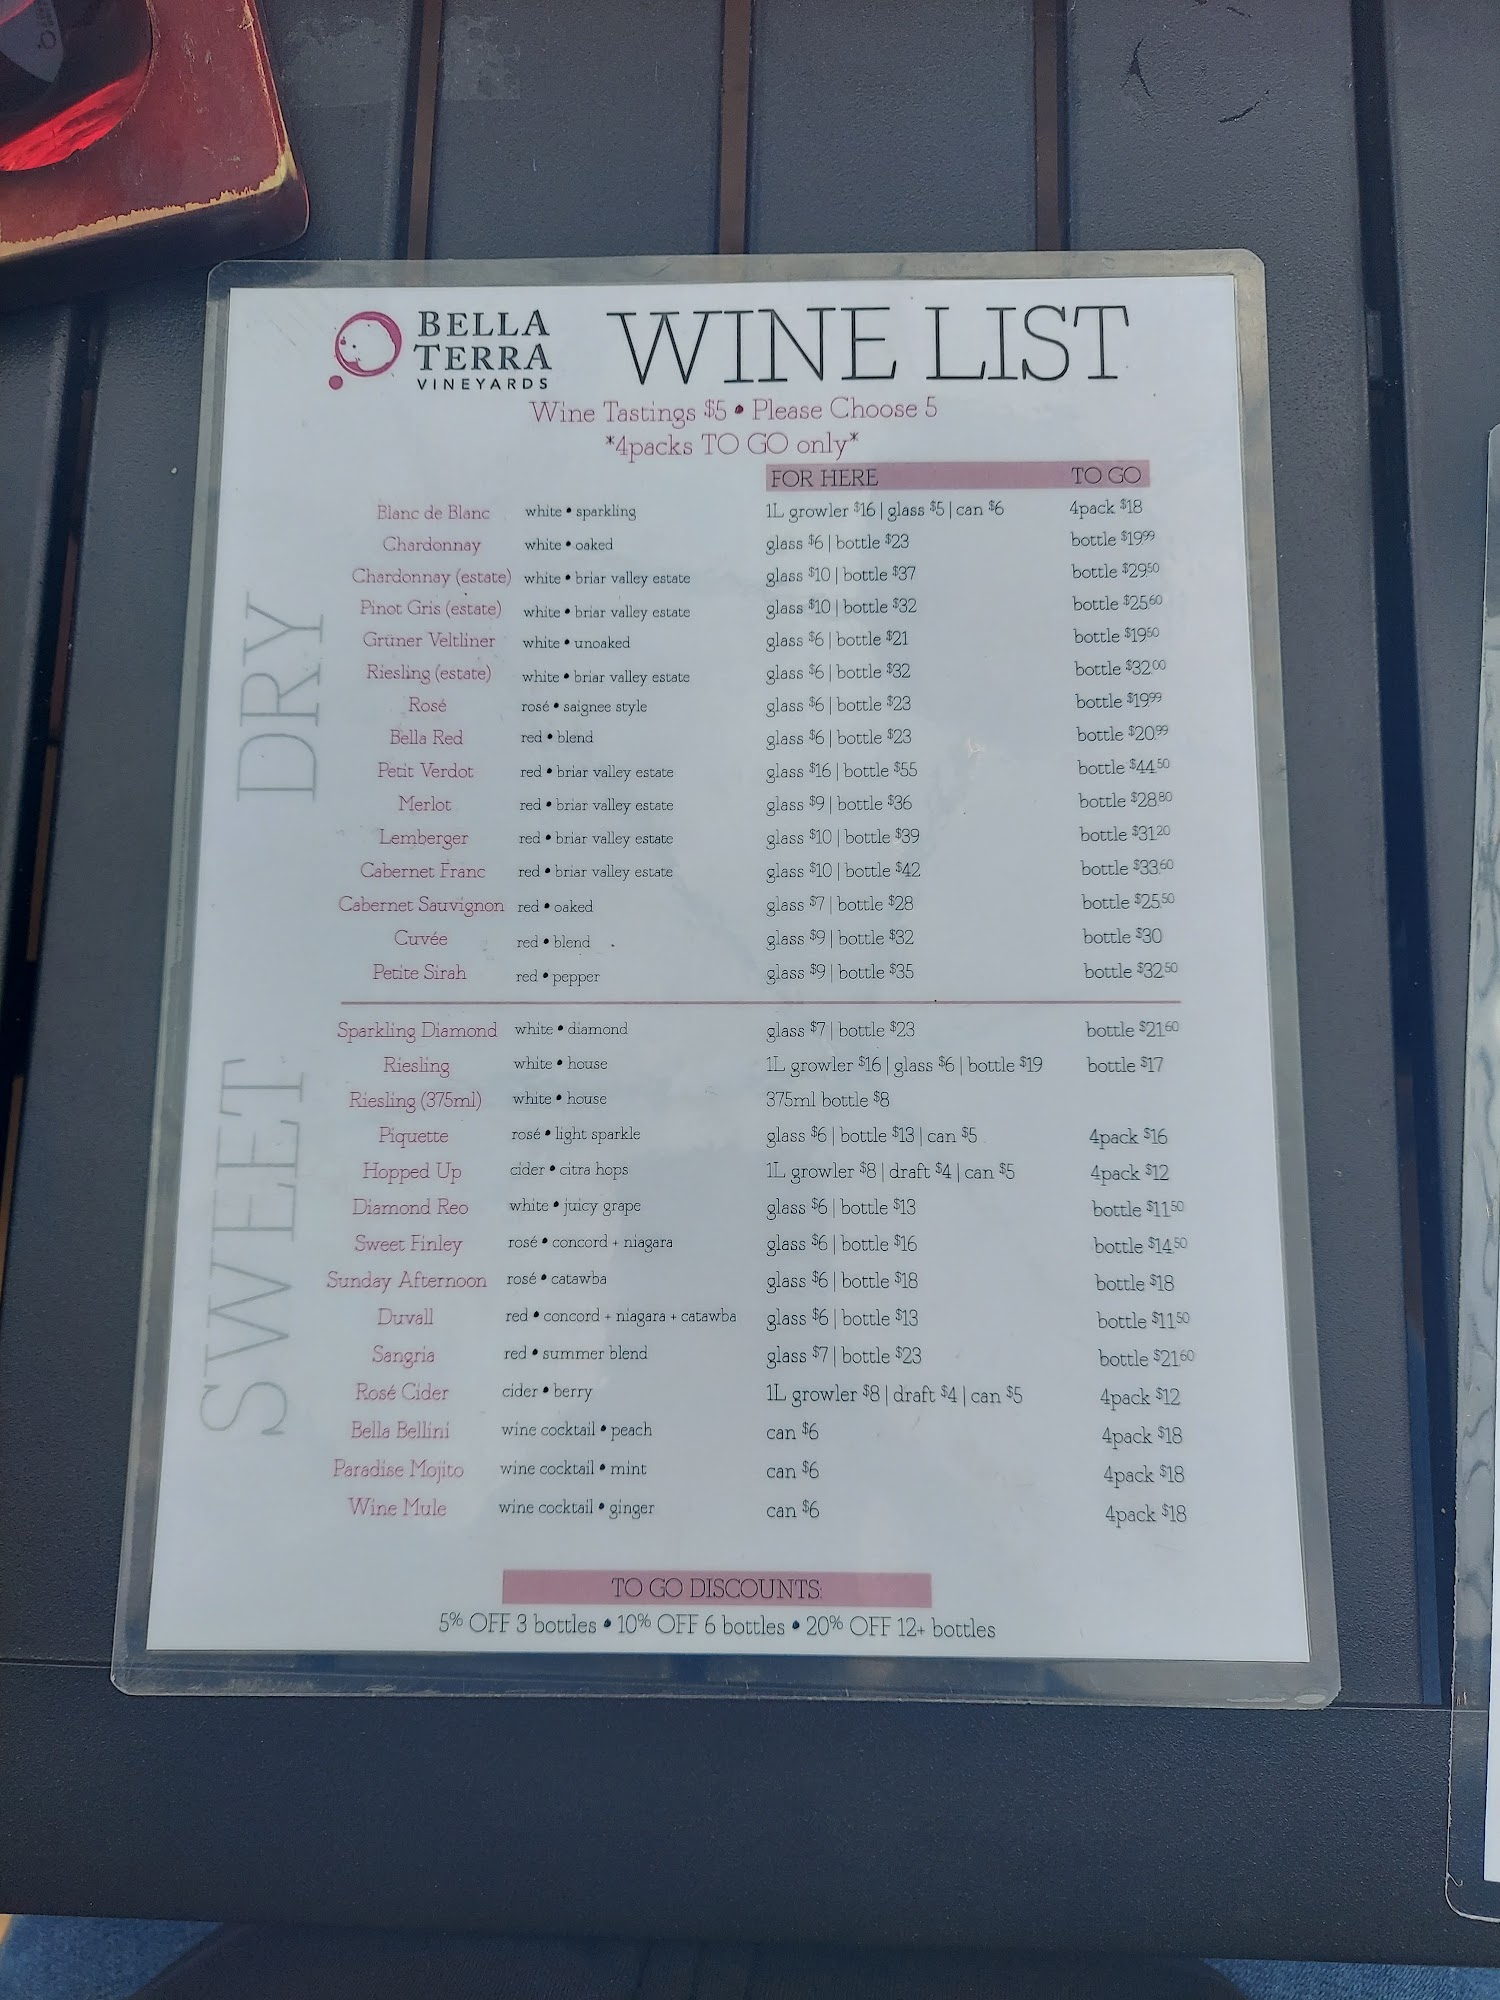 BELLA
TERRA
VINEYARDS
WINE LIST
Wine Tastings $5 • Please Choose 5
*4packs TO GO only*
FOR HERE TO GO
DRY
Blanc de Blanc white • sparkling 1L growler $16 | glass $5 | can $6 4pack $18
Chardonnay white • oaked glass $6 | bottle $23 bottle $19.99
Chardonnay (estate) white • briar valley estate glass $10 | bottle $37 bottle $29.50
Pinot Gris (estate) white • briar valley estate glass $10 | bottle $32 bottle $25.60
Grüner Veltliner white • unoaked glass $6 | bottle $21 bottle $19.50
Riesling (estate) white • briar valley estate glass $6 | bottle $32 bottle $32.00
Rosé rosé • saignee style glass $6 | bottle $23 bottle $19.99
Bella Red red • blend glass $6 | bottle $23 bottle $20.99
Petit Verdot red • briar valley estate glass $16 | bottle $55 bottle $44.50
Merlot red • briar valley estate glass $9 | bottle $36 bottle $28.80
Lemberger red • briar valley estate glass $10 | bottle $39 bottle $31.20
Cabernet Franc red • briar valley estate glass $10 | bottle $42 bottle $33.60
Cabernet Sauvignon red • oaked glass $7 | bottle $28 bottle $25.50
Cuvée red • blend glass $9 | bottle $32 bottle $30
Petite Sirah red • pepper glass $9 | bottle $35 bottle $32.50
SWEET
Sparkling Diamond white • diamond glass $7 | bottle $23 bottle $21.60
Riesling white • house 1L growler $16 | glass $6 | bottle $19 bottle $17
Riesling (375ml) white • house 375ml bottle $8
Piquette rosé • light sparkle glass $6 | bottle $13 | can $5 4pack $16
Hopped Up cider • citra hops 1L growler $8 | draft $4 | can $5 4pack $12
Diamond Reo white • juicy grape glass $6 | bottle $13 bottle $11.50
Sweet Finley rosé • concord + niagara glass $6 | bottle $16 bottle $14.50
Sunday Afternoon rosé • catawba glass $6 | bottle $18 bottle $18
Duvall red • concord + niagara + catawba glass $6 | bottle $13 bottle $11.50
Sangria red • summer blend glass $7 | bottle $23 bottle $21.60
Rosé Cider cider • berry 1L growler $8 | draft $4 | can $5 4pack $12
Bella Bellini wine cocktail • peach can $6 4pack $18
Paradise Mojito wine cocktail • mint can $6 4pack $18
Wine Mule wine cocktail • ginger can $6 4pack $18
TO GO DISCOUNTS:
5% OFF 3 bottles • 10% OFF 6 bottles • 20% OFF 12+ bottles